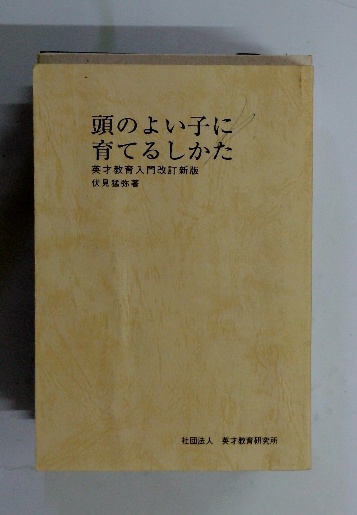 頭のよい子に
育てるしかた
英才教育入門改訂新版
伏見猛弥著
社団法人 英才教育研究所